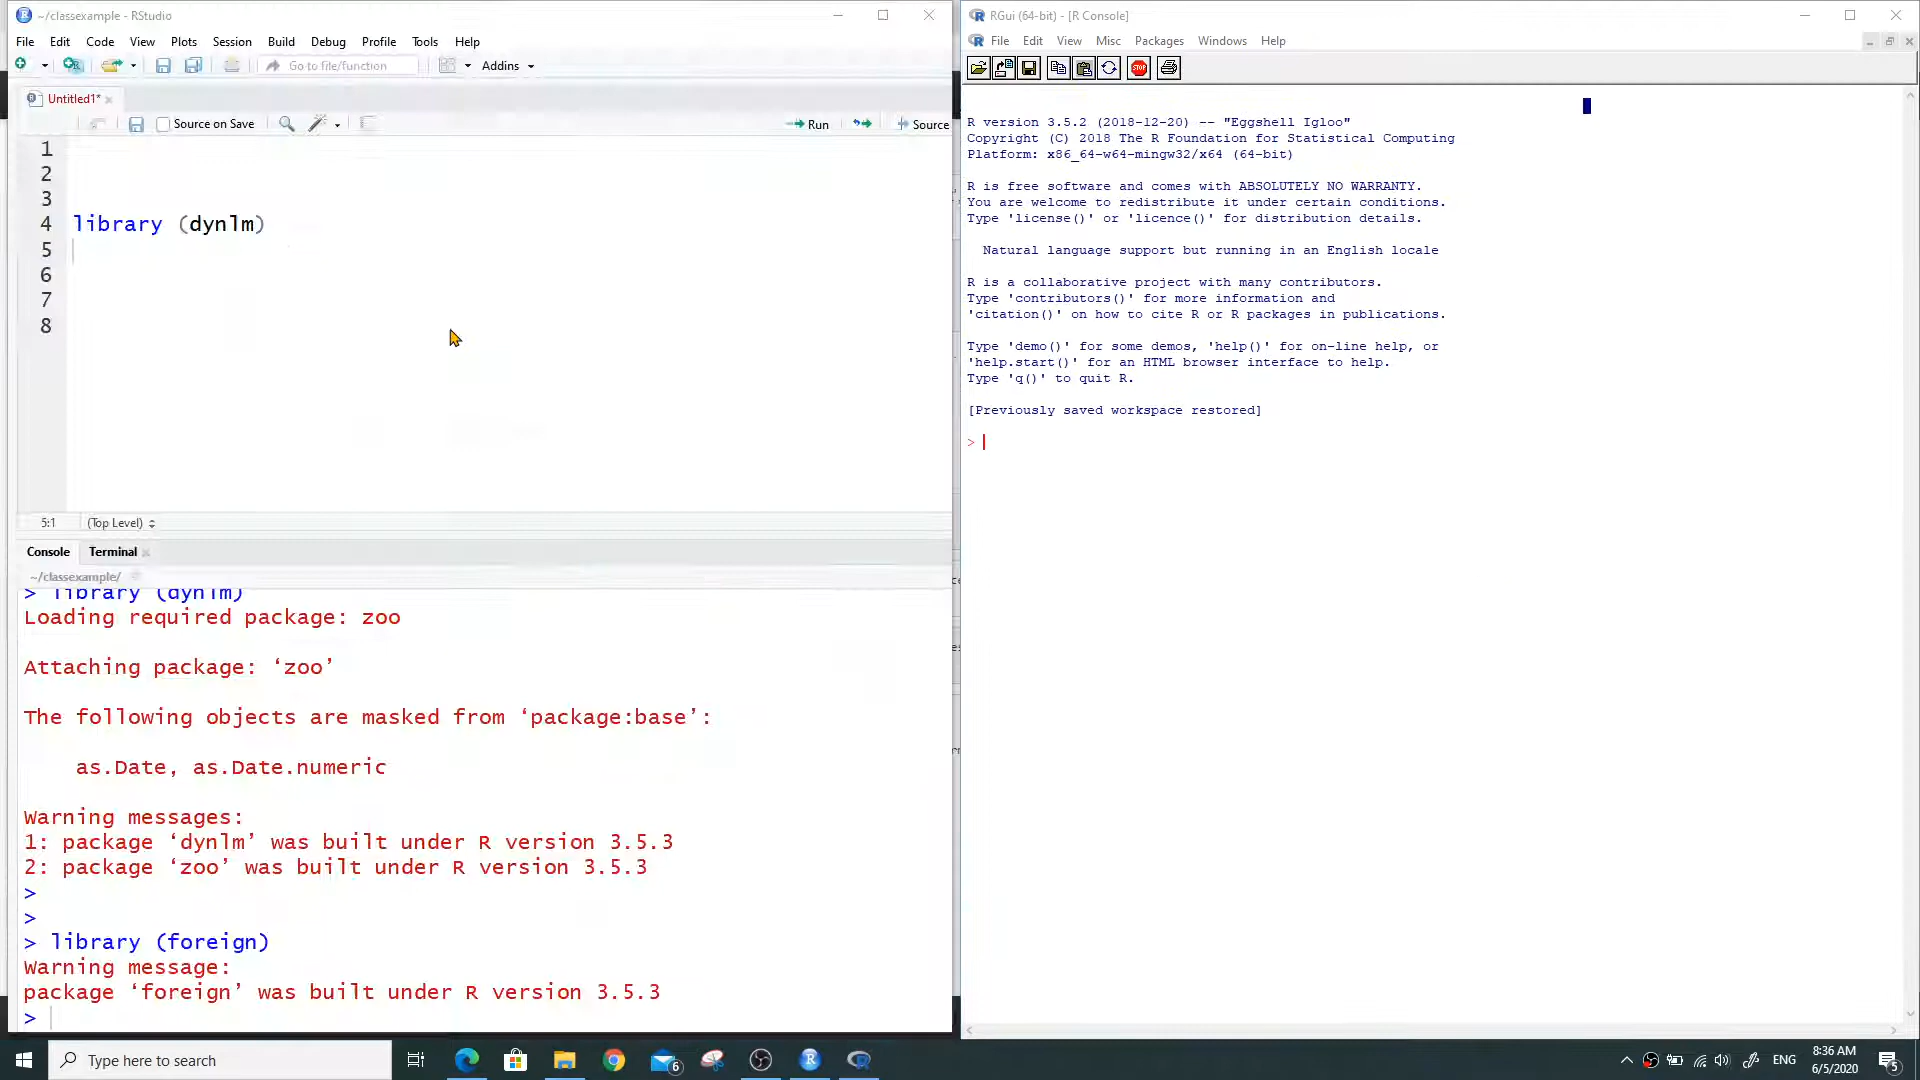 ~/classexample - RStudio
File Edit Code View Plots Session Build Debug Profile Tools Help
Go to file/function
Addins
Untitled1*
Source on Save
Run
Source
1
2
3
4 library (dynlm)
5
6
7
8
5:1 (Top Level)
Console Terminal
~/classexample/
> library (dynlm)
Loading required package: zoo
Attaching package: ‘zoo’
The following objects are masked from ‘package:base’:
as.Date, as.Date.numeric
Warning messages:
1: package ‘dynlm’ was built under R version 3.5.3
2: package ‘zoo’ was built under R version 3.5.3
>
>
> library (foreign)
Warning message:
package ‘foreign’ was built under R version 3.5.3
>
RGui (64-bit) - [R Console]
File Edit View Misc Packages Windows Help
STOP
R version 3.5.2 (2018-12-20) -- "Eggshell Igloo"
Copyright (C) 2018 The R Foundation for Statistical Computing
Platform: x86_64-w64-mingw32/x64 (64-bit)
R is free software and comes with ABSOLUTELY NO WARRANTY.
You are welcome to redistribute it under certain conditions.
Type 'license()' or 'licence()' for distribution details.
Natural language support but running in an English locale
R is a collaborative project with many contributors.
Type 'contributors()' for more information and
'citation()' on how to cite R or R packages in publications.
Type 'demo()' for some demos, 'help()' for on-line help, or
'help.start()' for an HTML browser interface to help.
Type 'q()' to quit R.
[Previously saved workspace restored]
>
Type here to search
6
ENG
8:36 AM
6/5/2020
5